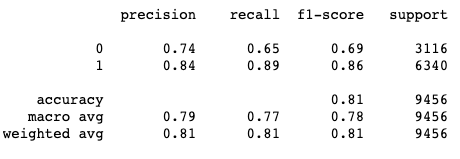 precision recall f1-score support
0 0.74 0.65 0.69 3116
1 0.84 0.89 0.86 6340
accuracy 0.81 9456
macro avg 0.79 0.77 0.78 9456
weighted avg 0.81 0.81 0.81 9456